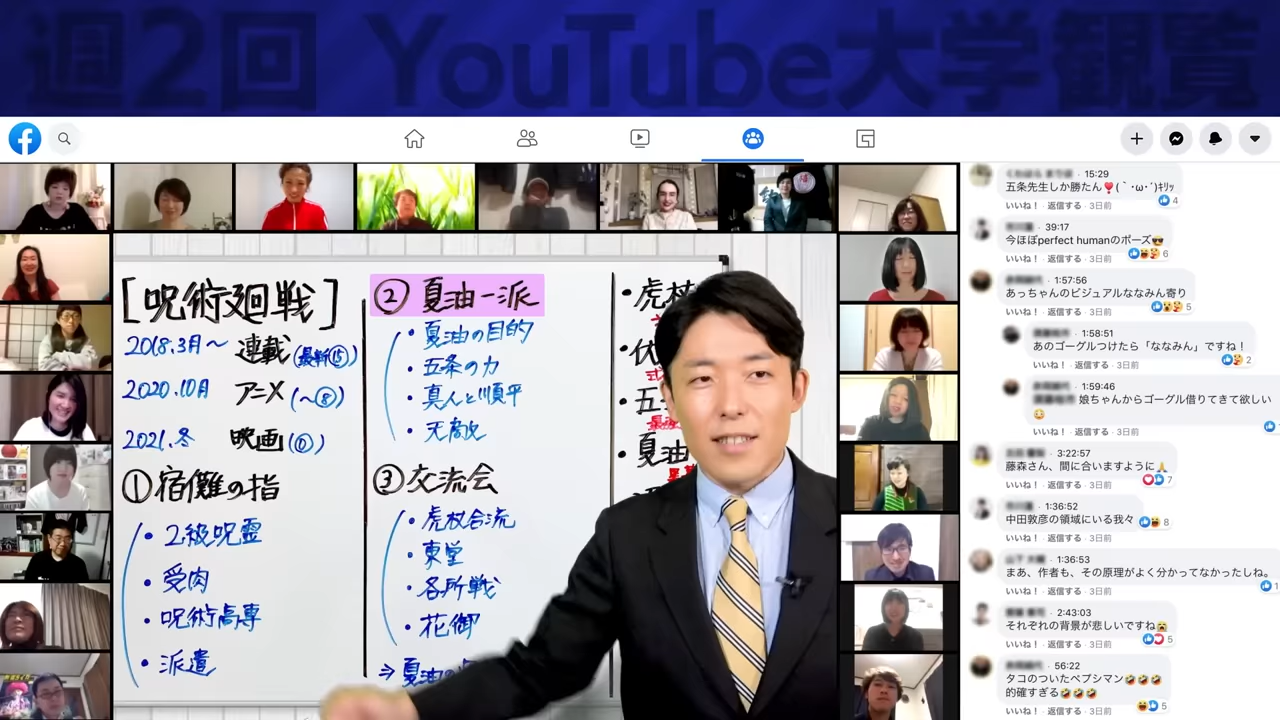 週2回 YouTube大学観覧
[呪術廻戦]
2018.3月〜 連載(最新⑮)
2020.10月 アニメ(〜⑧)
2021.冬 映画(⓪)
①宿儺の指
・2級呪霊
・受肉
・呪術高専
・派遣
②夏油一派
・夏油の目的
・五条の力
・真人と順平
・天敵
③交流会
・虎杖合流
・東堂
・各所戦
・花御
⇒夏油の
・虎杖
・伏
・五
・夏油
15:29
五条先生しか勝たん❣(｀･ω･´)ｷﾘｯ
4
いいね！ · 返信する · 3日前
39:17
今ほぼperfect humanのポーズ😎
6
いいね！ · 返信する · 3日前
1:57:56
あっちゃんのビジュアルななみん寄り
5
いいね！ · 返信する · 3日前
1:58:51
あのゴーグルつけたら「ななみん」ですね！
2
いいね！ · 返信する · 3日前
1:59:46
娘ちゃんからゴーグル借りてきて欲しい
😳
いいね！ · 返信する · 3日前
3:22:57
藤森さん、間に合いますように🙏
7
いいね！ · 返信する · 3日前
1:36:52
中田敦彦の領域にいる我々
8
いいね！ · 返信する · 3日前
1:36:53
まあ、作者も、その原理がよく分かってなかったしね。
1
いいね！ · 返信する · 3日前
2:43:03
それぞれの背景が悲しいですね😭
5
いいね！ · 返信する · 3日前
56:22
タコのついたペプシマン🤣🤣🤣
的確すぎる🤣🤣🤣
5
いいね！ · 返信する · 3日前